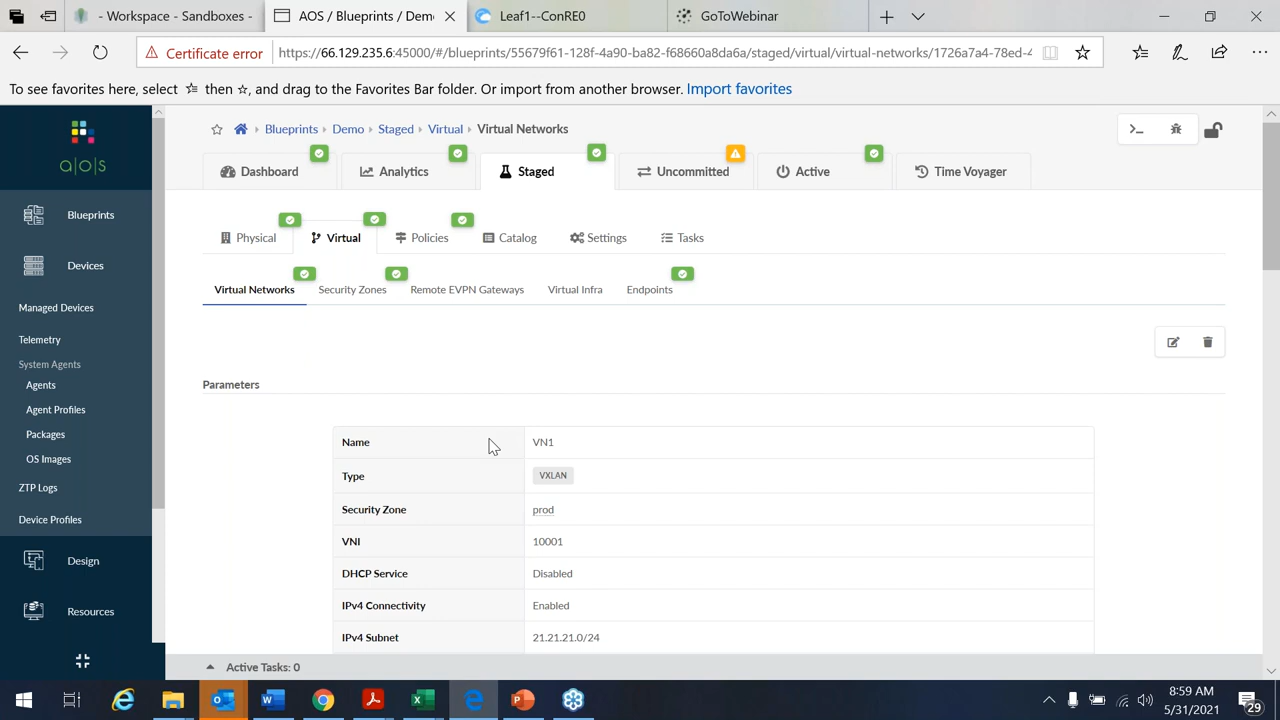 - Workspace - Sandboxes -
AOS / Blueprints / Demo
Leaf1--ConRE0
GoToWebinar
Certificate error
https://66.129.235.6:45000/#/blueprints/55679f61-128f-4a90-ba82-f68660a8da6a/staged/virtual/virtual-networks/1726a7a4-78ed-4
To see favorites here, select then ☆, and drag to the Favorites Bar folder. Or import from another browser. Import favorites
a|o|s
Blueprints
Devices
Managed Devices
Telemetry
System Agents
Agents
Agent Profiles
Packages
OS Images
ZTP Logs
Device Profiles
Design
Resources
Blueprints › Demo › Staged › Virtual › Virtual Networks
Dashboard
Analytics
Staged
Uncommitted
Active
Time Voyager
Physical
Virtual
Policies
Catalog
Settings
Tasks
Virtual Networks
Security Zones
Remote EVPN Gateways
Virtual Infra
Endpoints
Parameters
Name VN1
Type VXLAN
Security Zone prod
VNI 10001
DHCP Service Disabled
IPv4 Connectivity Enabled
IPv4 Subnet 21.21.21.0/24
Active Tasks: 0
8:59 AM
5/31/2021
29